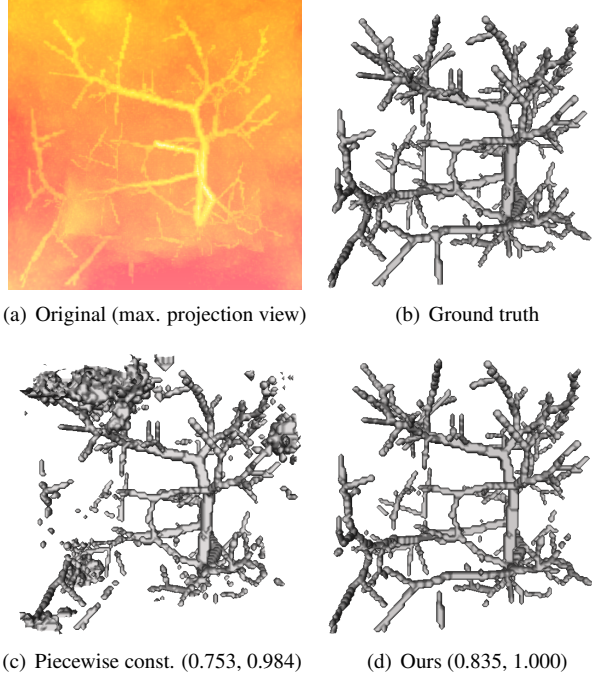 (a) Original (max. projection view)
(b) Ground truth
(c) Piecewise const. (0.753, 0.984)
(d) Ours (0.835, 1.000)